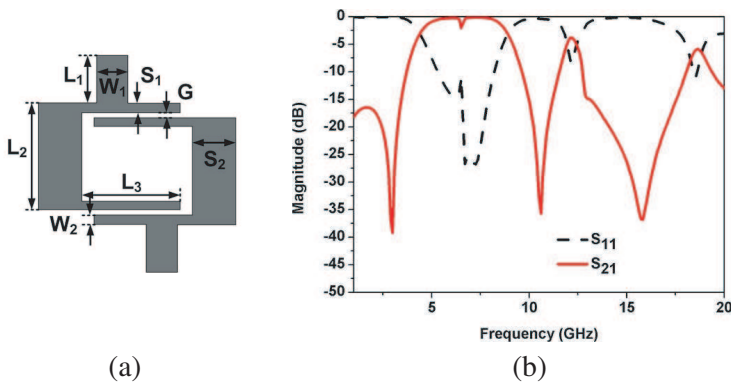 L1
W1
S1
G
L2
S2
L3
W2
(a)
Magnitude (dB)
0
-5
-10
-15
-20
-25
-30
-35
-40
-45
-50
S11
S21
5
10
15
20
Frequency (GHz)
(b)